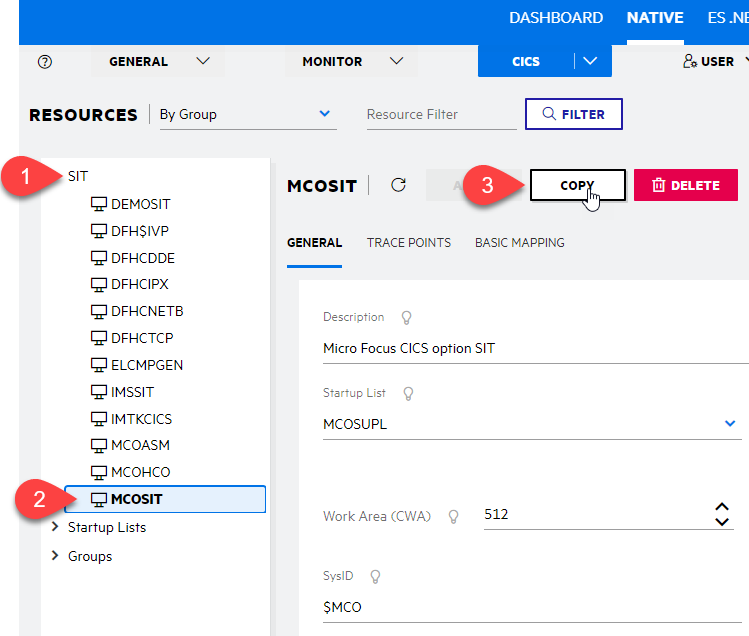 DASHBOARD NATIVE ES .NE
GENERAL MONITOR CICS USER
RESOURCES By Group Resource Filter FILTER
1 SIT
DEMOSIT
DFH$IVP
DFHCDDE
DFHCIPX
DFHCNETB
DFHCTCP
ELCMPGEN
IMSSIT
IMTKCICS
MCOASM
MCOHCO
2 MCOSIT
Startup Lists
Groups
MCOSIT A 3 COPY DELETE
GENERAL TRACE POINTS BASIC MAPPING
Description
Micro Focus CICS option SIT
Startup List
MCOSUPL
Work Area (CWA) 512
SysID
$MCO